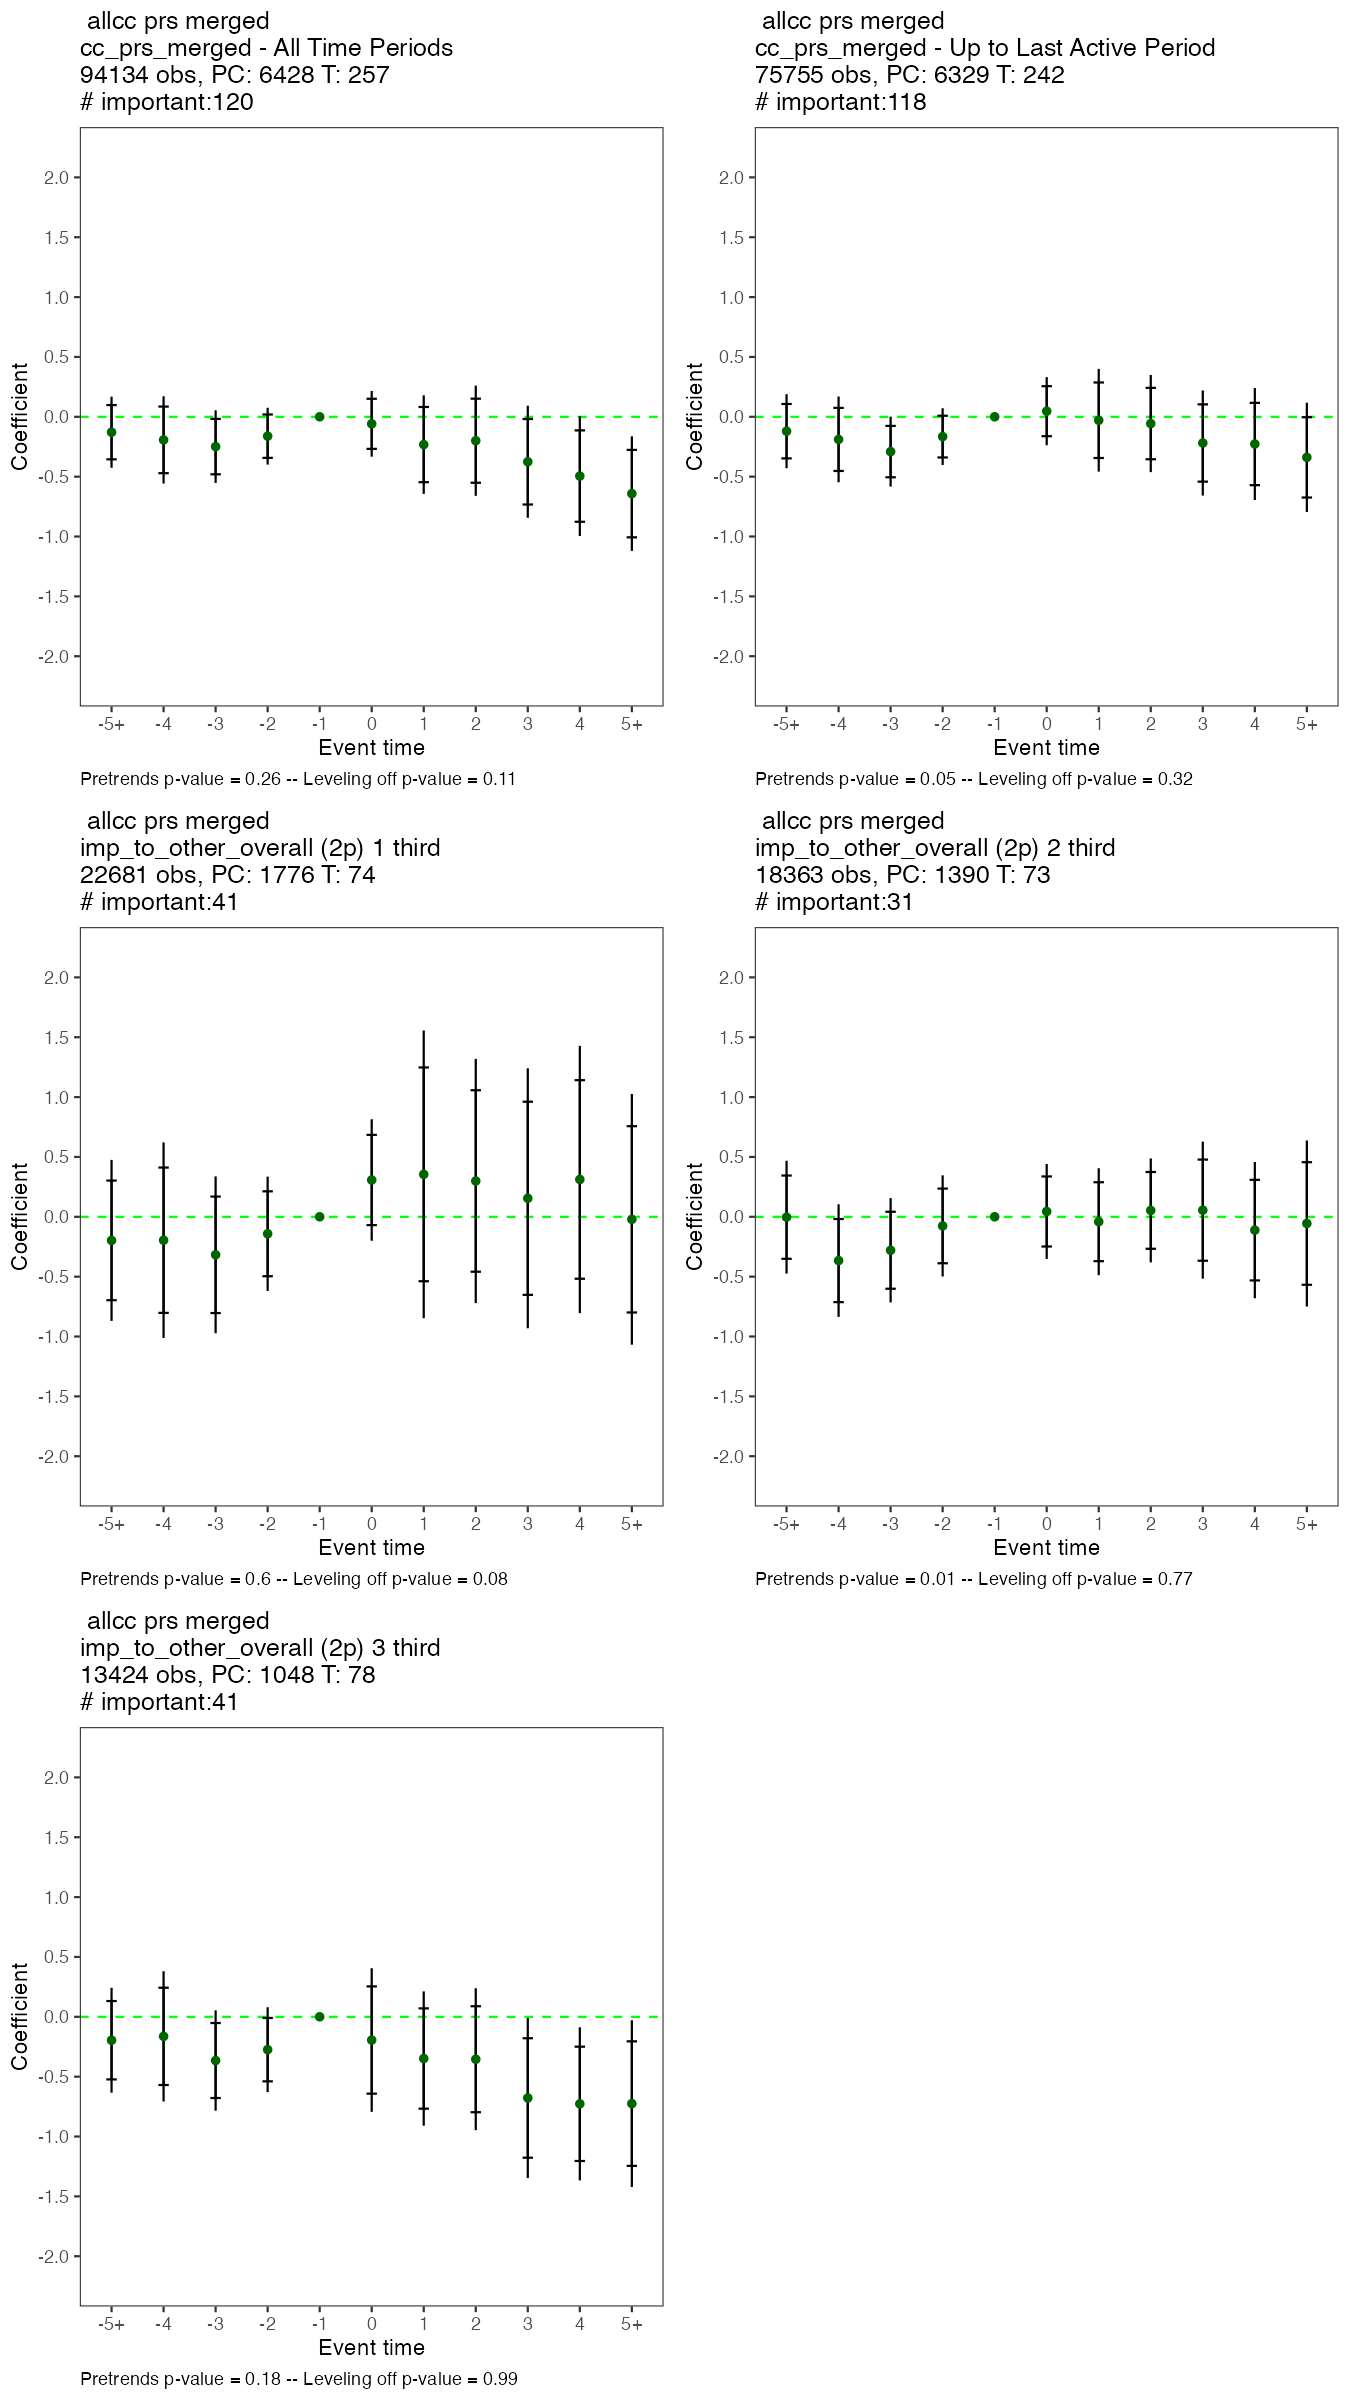 allcc prs merged
cc_prs_merged - All Time Periods
94134 obs, PC: 6428 T: 257
# important:120
2.0
1.5
1.0
0.5
0.0
-0.5
-1.0
-1.5
-2.0
Coefficient
-5+ -4 -3 -2 -1 0 1 2 3 4 5+
Event time
Pretrends p-value = 0.26 -- Leveling off p-value = 0.11
allcc prs merged
cc_prs_merged - Up to Last Active Period
75755 obs, PC: 6329 T: 242
# important:118
2.0
1.5
1.0
0.5
0.0
-0.5
-1.0
-1.5
-2.0
Coefficient
-5+ -4 -3 -2 -1 0 1 2 3 4 5+
Event time
Pretrends p-value = 0.05 -- Leveling off p-value = 0.32
allcc prs merged
imp_to_other_overall (2p) 1 third
22681 obs, PC: 1776 T: 74
# important:41
2.0
1.5
1.0
0.5
0.0
-0.5
-1.0
-1.5
-2.0
Coefficient
-5+ -4 -3 -2 -1 0 1 2 3 4 5+
Event time
Pretrends p-value = 0.6 -- Leveling off p-value = 0.08
allcc prs merged
imp_to_other_overall (2p) 2 third
18363 obs, PC: 1390 T: 73
# important:31
2.0
1.5
1.0
0.5
0.0
-0.5
-1.0
-1.5
-2.0
Coefficient
-5+ -4 -3 -2 -1 0 1 2 3 4 5+
Event time
Pretrends p-value = 0.01 -- Leveling off p-value = 0.77
allcc prs merged
imp_to_other_overall (2p) 3 third
13424 obs, PC: 1048 T: 78
# important:41
2.0
1.5
1.0
0.5
0.0
-0.5
-1.0
-1.5
-2.0
Coefficient
-5+ -4 -3 -2 -1 0 1 2 3 4 5+
Event time
Pretrends p-value = 0.18 -- Leveling off p-value = 0.99